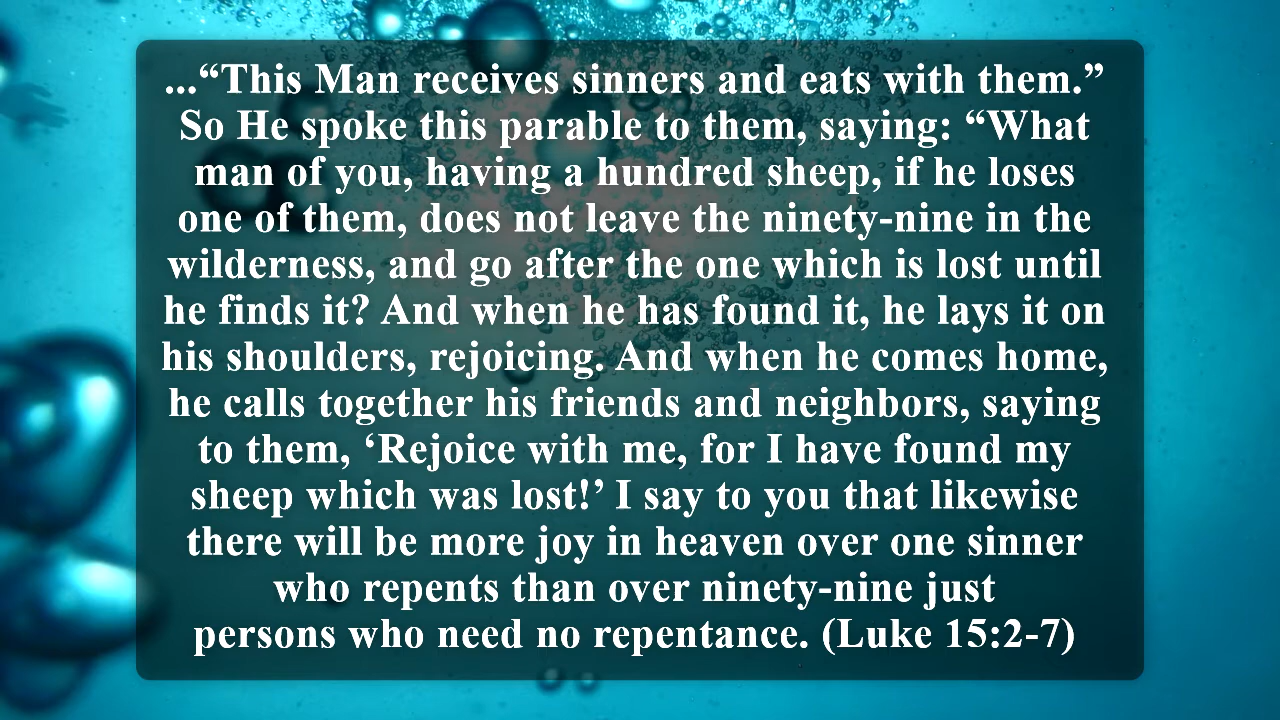 ...“This Man receives sinners and eats with them.”
So He spoke this parable to them, saying: “What
man of you, having a hundred sheep, if he loses
one of them, does not leave the ninety-nine in the
wilderness, and go after the one which is lost until
he finds it? And when he has found it, he lays it on
his shoulders, rejoicing. And when he comes home,
he calls together his friends and neighbors, saying
to them, ‘Rejoice with me, for I have found my
sheep which was lost!’ I say to you that likewise
there will be more joy in heaven over one sinner
who repents than over ninety-nine just
persons who need no repentance. (Luke 15:2-7)